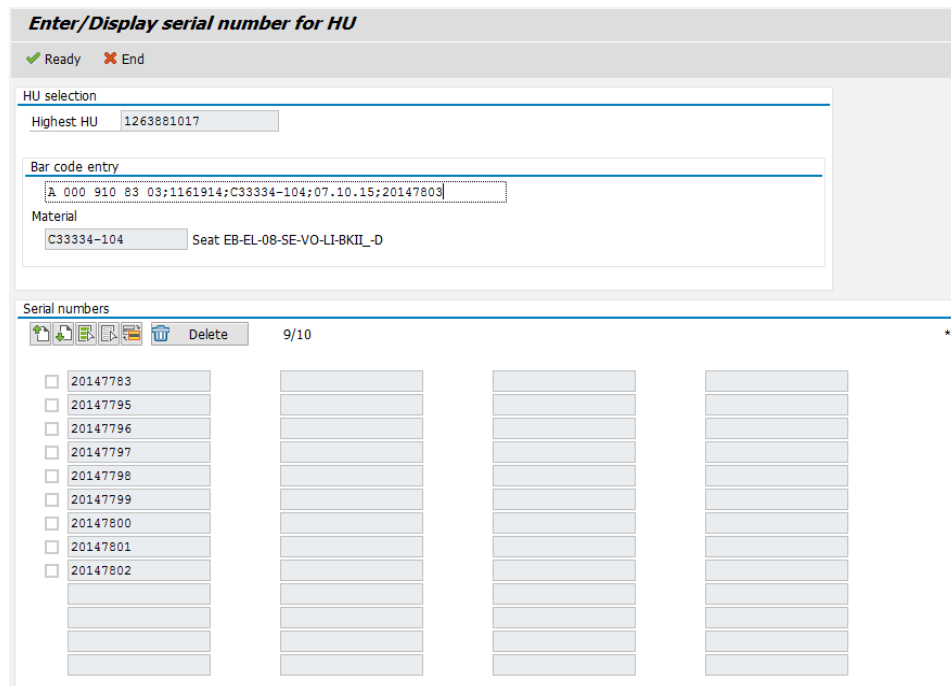 Enter/Display serial number for HU
Ready End
HU selection
Highest HU 1263881017
Bar code entry
A 000 910 83 03;1161914;C33334-104;07.10.15;20147803
Material
C33334-104 Seat EB-EL-08-SE-VO-LI-BKII_-D
Serial numbers
Delete 9/10 *
20147783
20147795
20147796
20147797
20147798
20147799
20147800
20147801
20147802